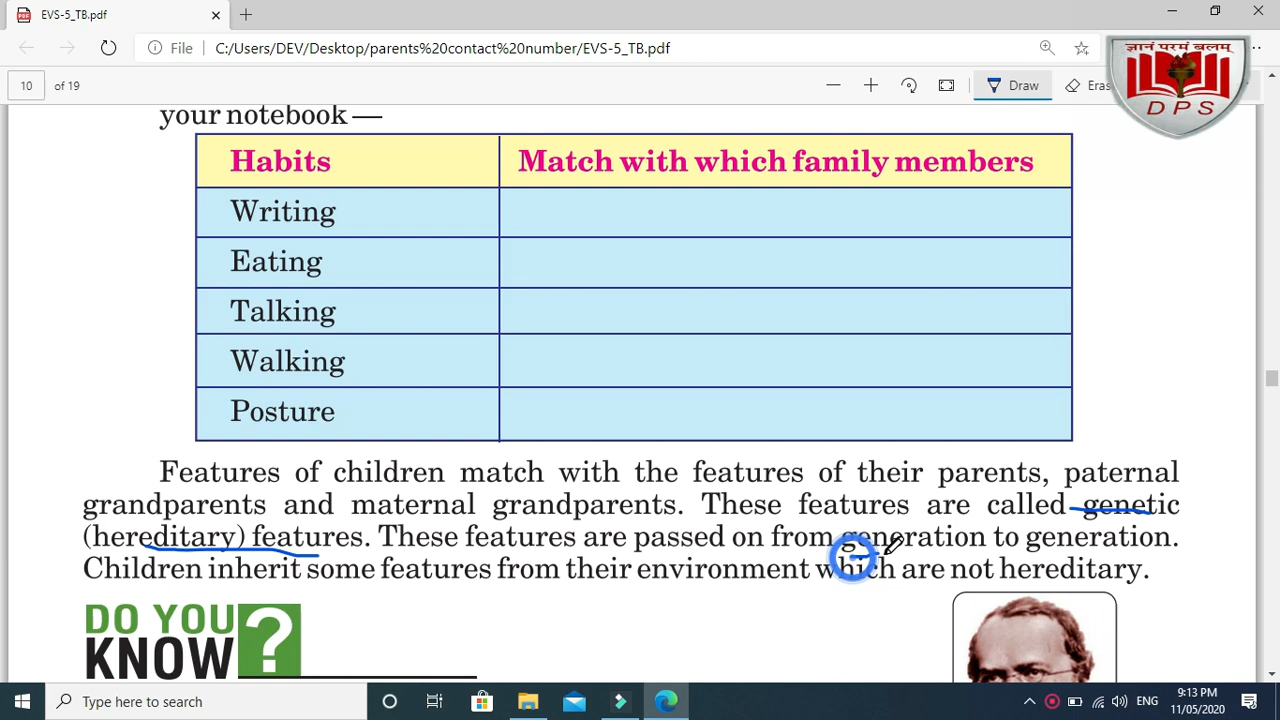 EVS-5_TB.pdf
File C:/Users/DEV/Desktop/parents%20contact%20number/EVS-5_TB.pdf
10 of 19 Draw Eras
ज्ञानं परमं बलम्
DPS
your notebook —
Habits Match with which family members
Writing
Eating
Talking
Walking
Posture
Features of children match with the features of their parents, paternal
grandparents and maternal grandparents. These features are called genetic
(hereditary) features. These features are passed on from generation to generation.
Children inherit some features from their environment which are not hereditary.
DO YOU
KNOW ?
Type here to search
ENG
9:13 PM
11/05/2020